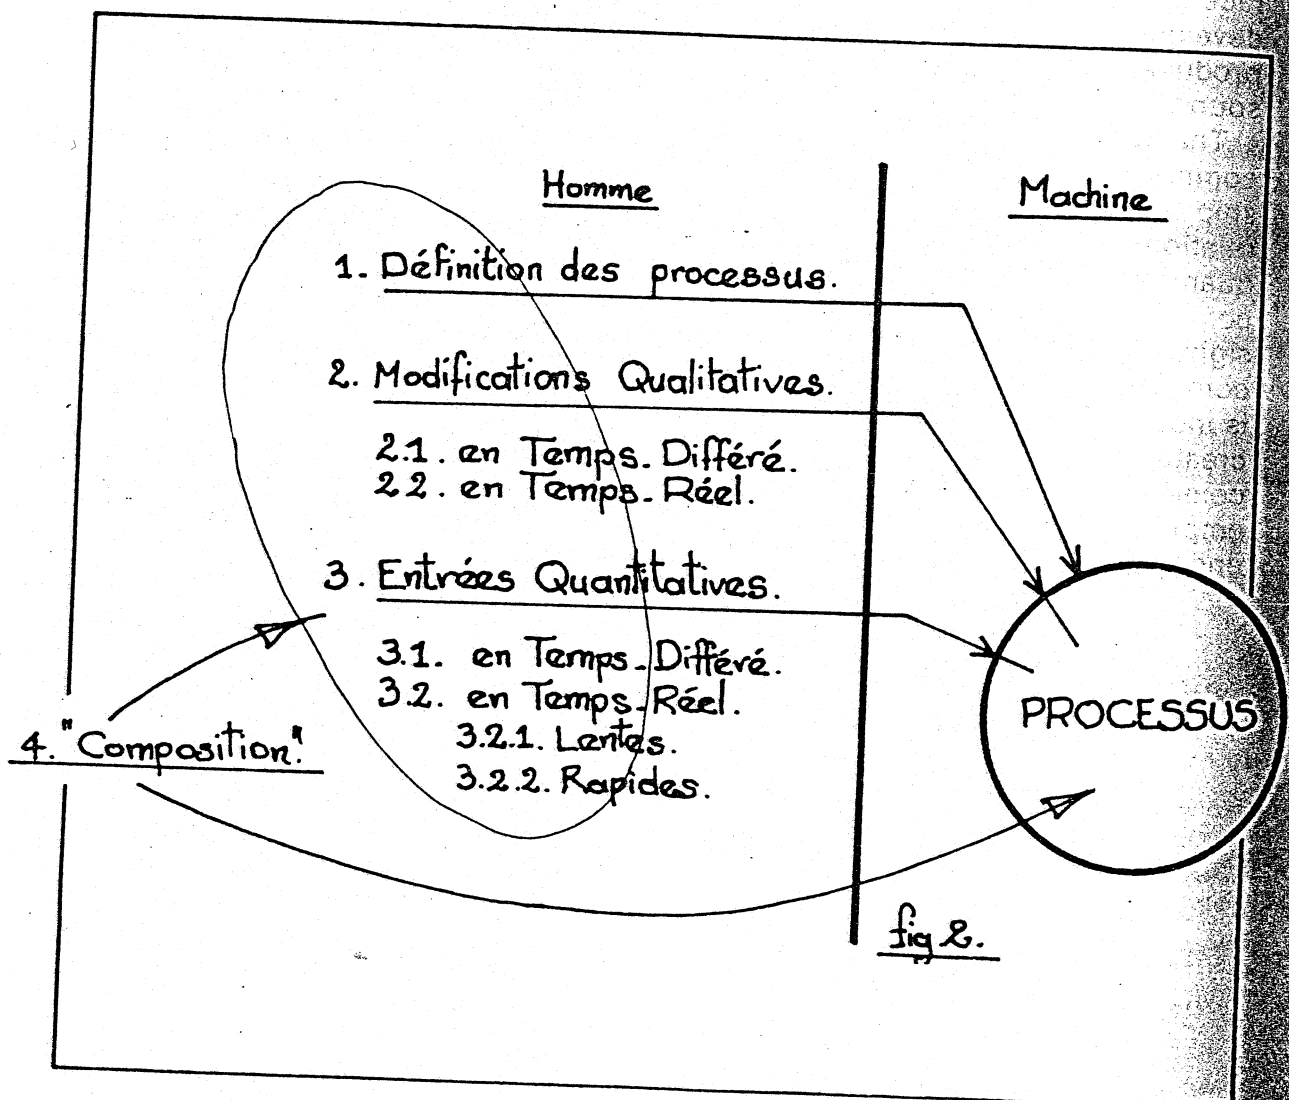 Homme
Machine
1. Définition des processus.
2. Modifications Qualitatives.
2.1. en Temps-Différé.
2.2. en Temps-Réel.
3. Entrées Quantitatives.
3.1. en Temps-Différé.
3.2. en Temps-Réel.
3.2.1. Lentes.
3.2.2. Rapides.
4. "Composition".
PROCESSUS
fig 2.